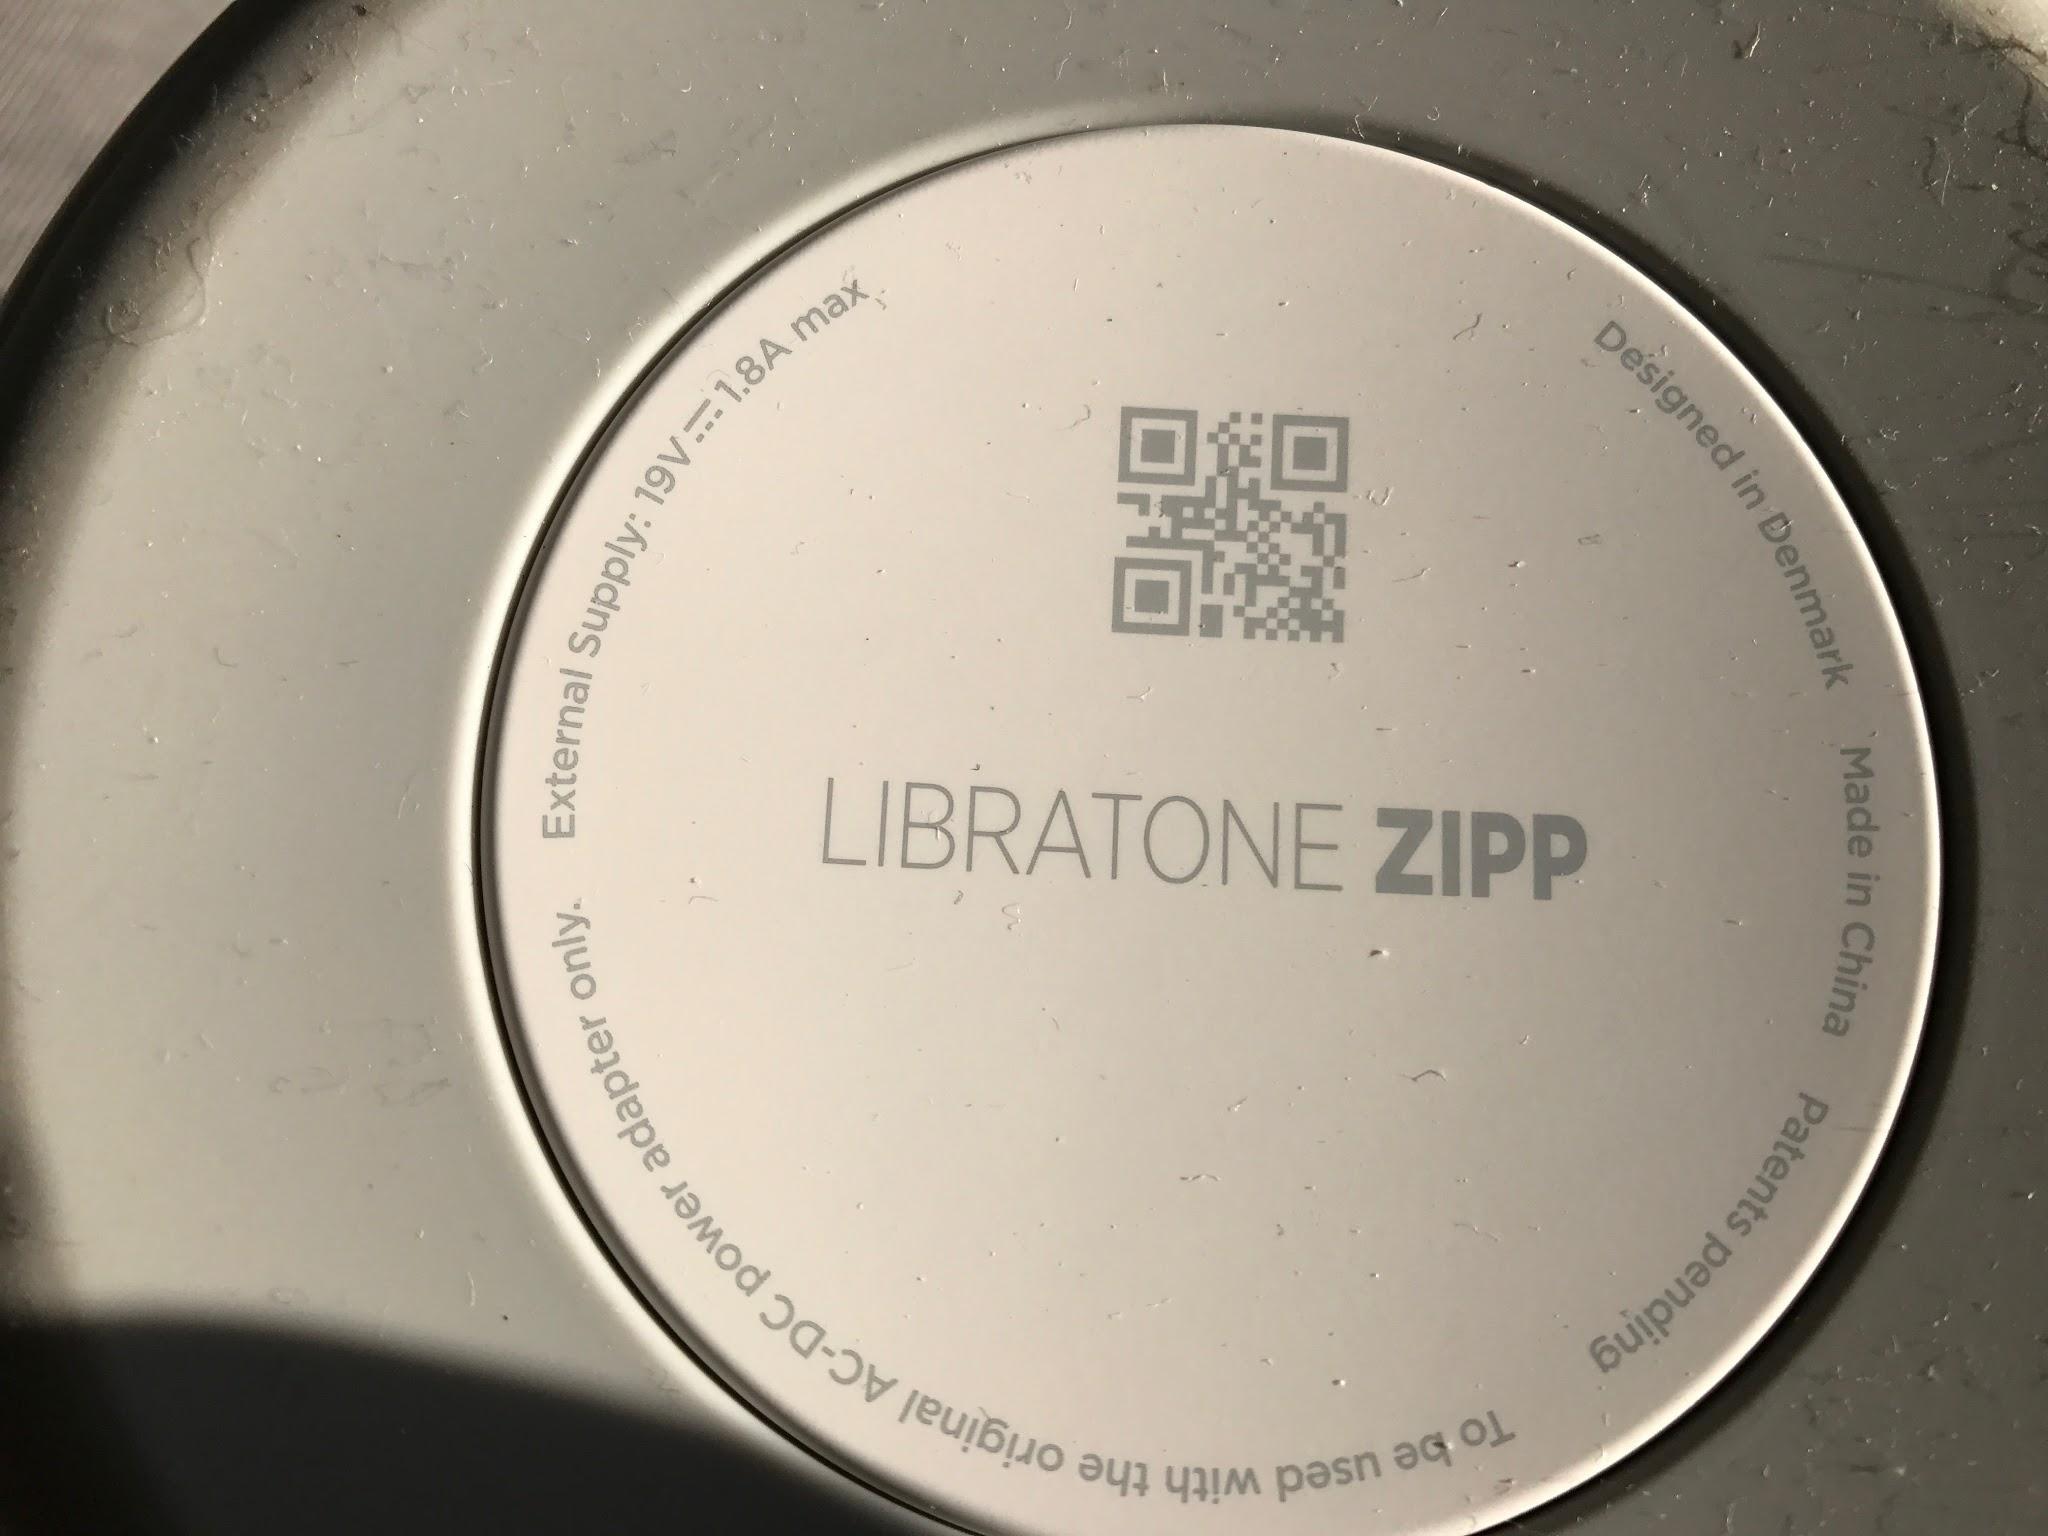 LIBRATONE ZIPP
Designed in Denmark
Made in China
Patents pending
To be used with the original AC-DC power adapter only.
External Supply: 19V⎓1.8A max